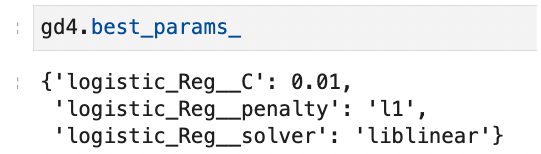 gd4.best_params_
{'logistic_Reg__C': 0.01,
'logistic_Reg__penalty': 'l1',
'logistic_Reg__solver': 'liblinear'}